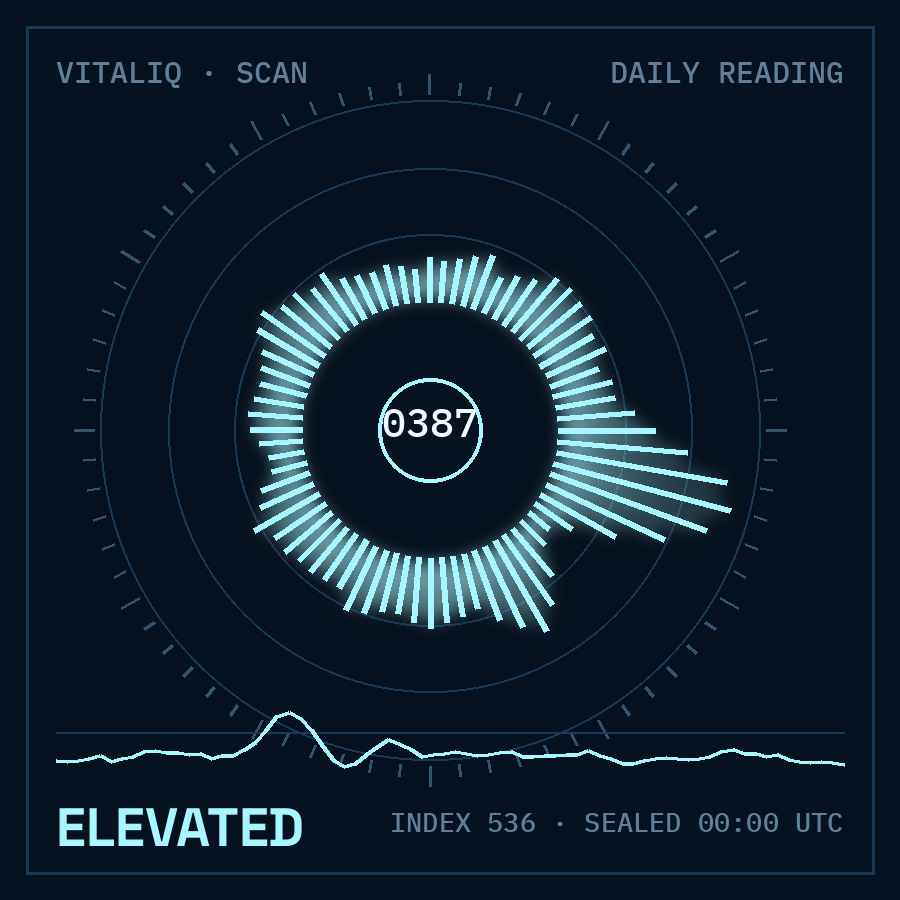 VITALIQ · SCAN
DAILY READING
0387
ELEVATED
INDEX 536 · SEALED 00:00 UTC